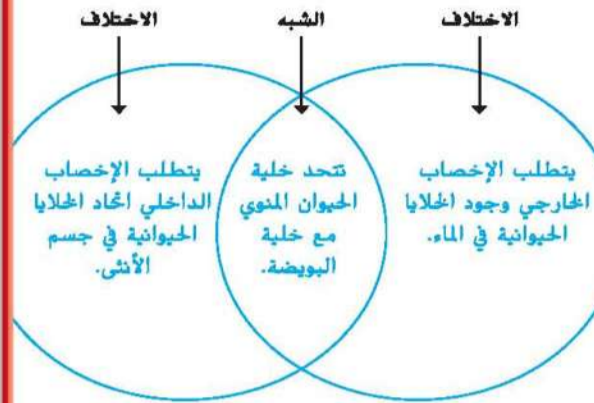 الاختلاف
الشبه
الاختلاف
يتطلب الإخصاب
الخارجي وجود الخلايا
الحيوانية في الماء.
تتحد خلية
الحيوان المنوي
مع خلية
البويضة.
يتطلب الإخصاب
الداخلي اتحاد الخلايا
الحيوانية في جسم
الأنثى.